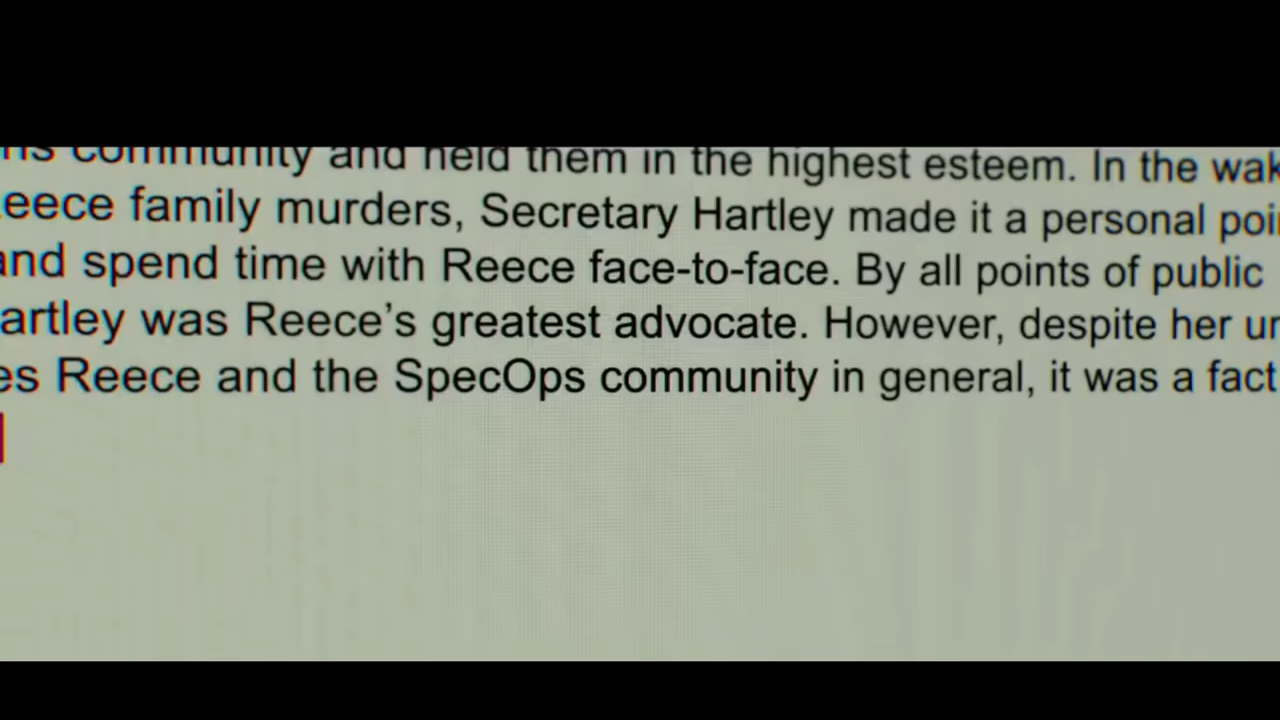 ns community and held them in the highest esteem. In the wak
eece family murders, Secretary Hartley made it a personal poi
and spend time with Reece face-to-face. By all points of public
artley was Reece's greatest advocate. However, despite her ur
es Reece and the SpecOps community in general, it was a fact